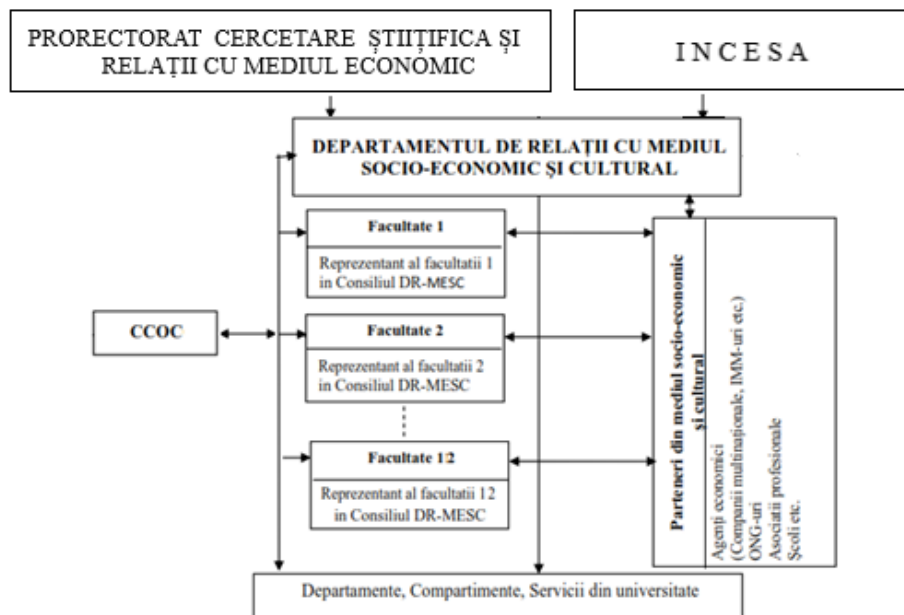 PRORECTORAT CERCETARE ȘTIIȚIFICA ȘI
RELAȚII CU MEDIUL ECONOMIC
I N C E S A
DEPARTAMENTUL DE RELAȚII CU MEDIUL
SOCIO-ECONOMIC ȘI CULTURAL
Facultate 1
Reprezentant al facultatii 1
in Consiliul DR-MESC
CCOC
Facultate 2
Reprezentant al facultatii 2
in Consiliul DR-MESC
Facultate 12
Reprezentant al facultatii 12
in Consiliul DR-MESC
Parteneri din mediul socio-economic
și cultural
Agenți economici
(Companii multinaționale, IMM-uri etc.)
ONG-uri
Asociatii profesionale
Școli etc.
Departamente, Compartimente, Servicii din universitate